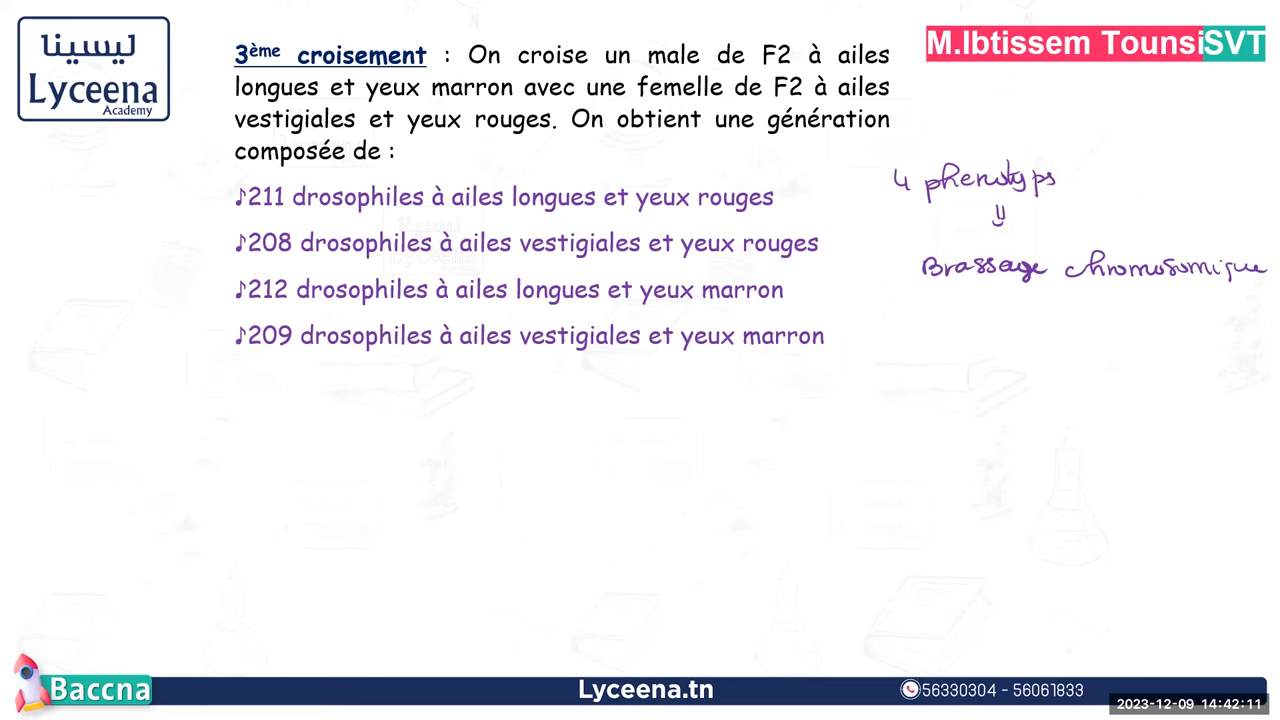 ليسينا
Lyceena
Academy
M.Ibtissem Tounsi SVT
3ème croisement : On croise un male de F2 à ailes
longues et yeux marron avec une femelle de F2 à ailes
vestigiales et yeux rouges. On obtient une génération
composée de :
♪211 drosophiles à ailes longues et yeux rouges
♪208 drosophiles à ailes vestigiales et yeux rouges
♪212 drosophiles à ailes longues et yeux marron
♪209 drosophiles à ailes vestigiales et yeux marron
4 phenotyps
Brassage chromosomique
Baccna
Lyceena.tn
56330304 - 56061833
2023-12-09 14:42:11